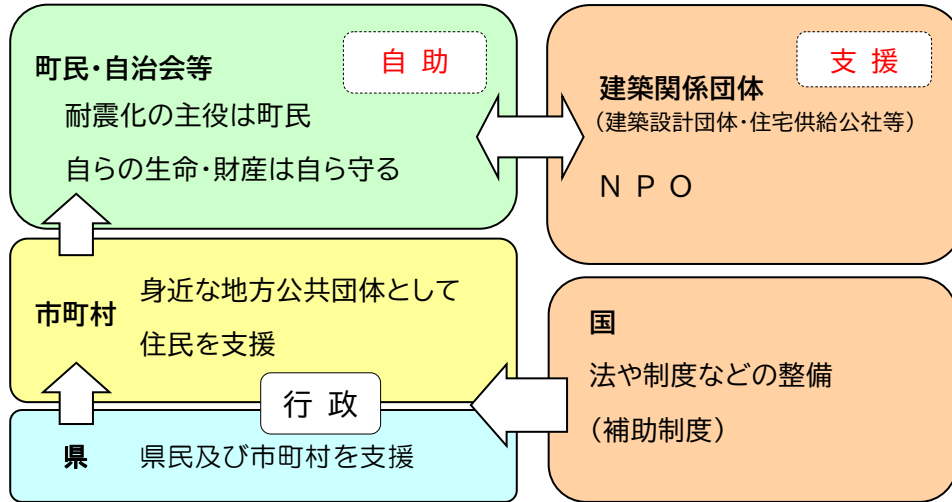 町民・自治会等
自 助
耐震化の主役は町民
自らの生命・財産は自ら守る
建築関係団体
支 援
（建築設計団体・住宅供給公社等）
Ｎ Ｐ Ｏ
市町村
身近な地方公共団体として
住民を支援
行 政
県
県民及び市町村を支援
国
法や制度などの整備
（補助制度）